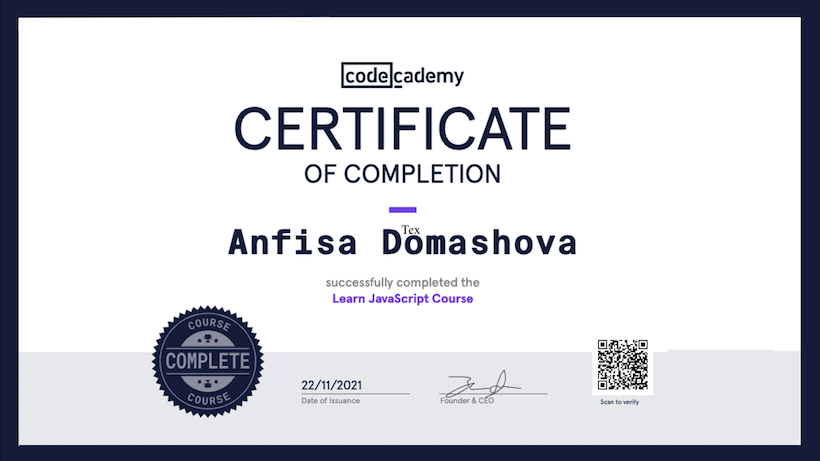 codecademy
CERTIFICATE
OF COMPLETION
Tex
Anfisa Domashova
successfully completed the
Learn JavaScript Course
COURSE
COMPLETE
COURSE
22/11/2021
Date of Issuance
Founder & CEO
Scan to verify